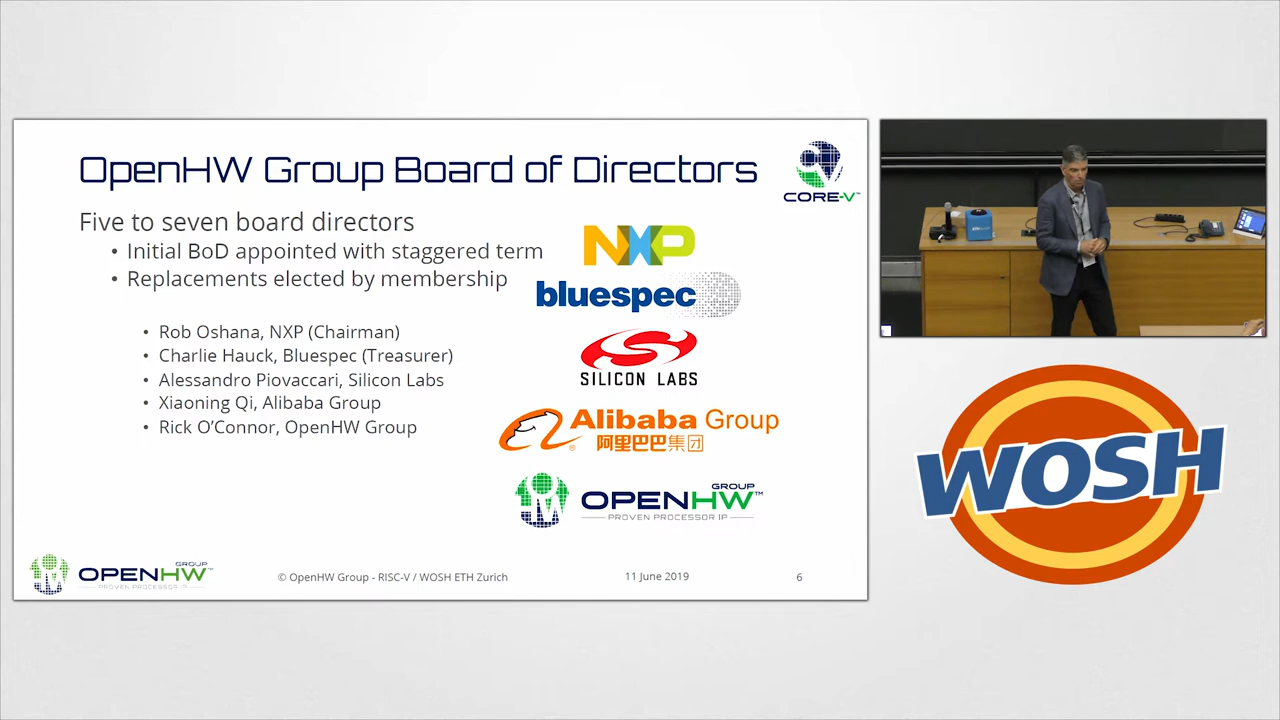 OpenHW Group Board of Directors
CORE-V™
Five to seven board directors
• Initial BoD appointed with staggered term
• Replacements elected by membership
• Rob Oshana, NXP (Chairman)
• Charlie Hauck, Bluespec (Treasurer)
• Alessandro Piovaccari, Silicon Labs
• Xiaoning Qi, Alibaba Group
• Rick O’Connor, OpenHW Group
NXP
bluespec
SILICON LABS
Alibaba Group
阿里巴巴集团
GROUP
OPENHW™
PROVEN PROCESSOR IP
GROUP
OPENHW™
PROVEN PROCESSOR IP
© OpenHW Group - RISC-V / WOSH ETH Zurich
11 June 2019
6
WOSH